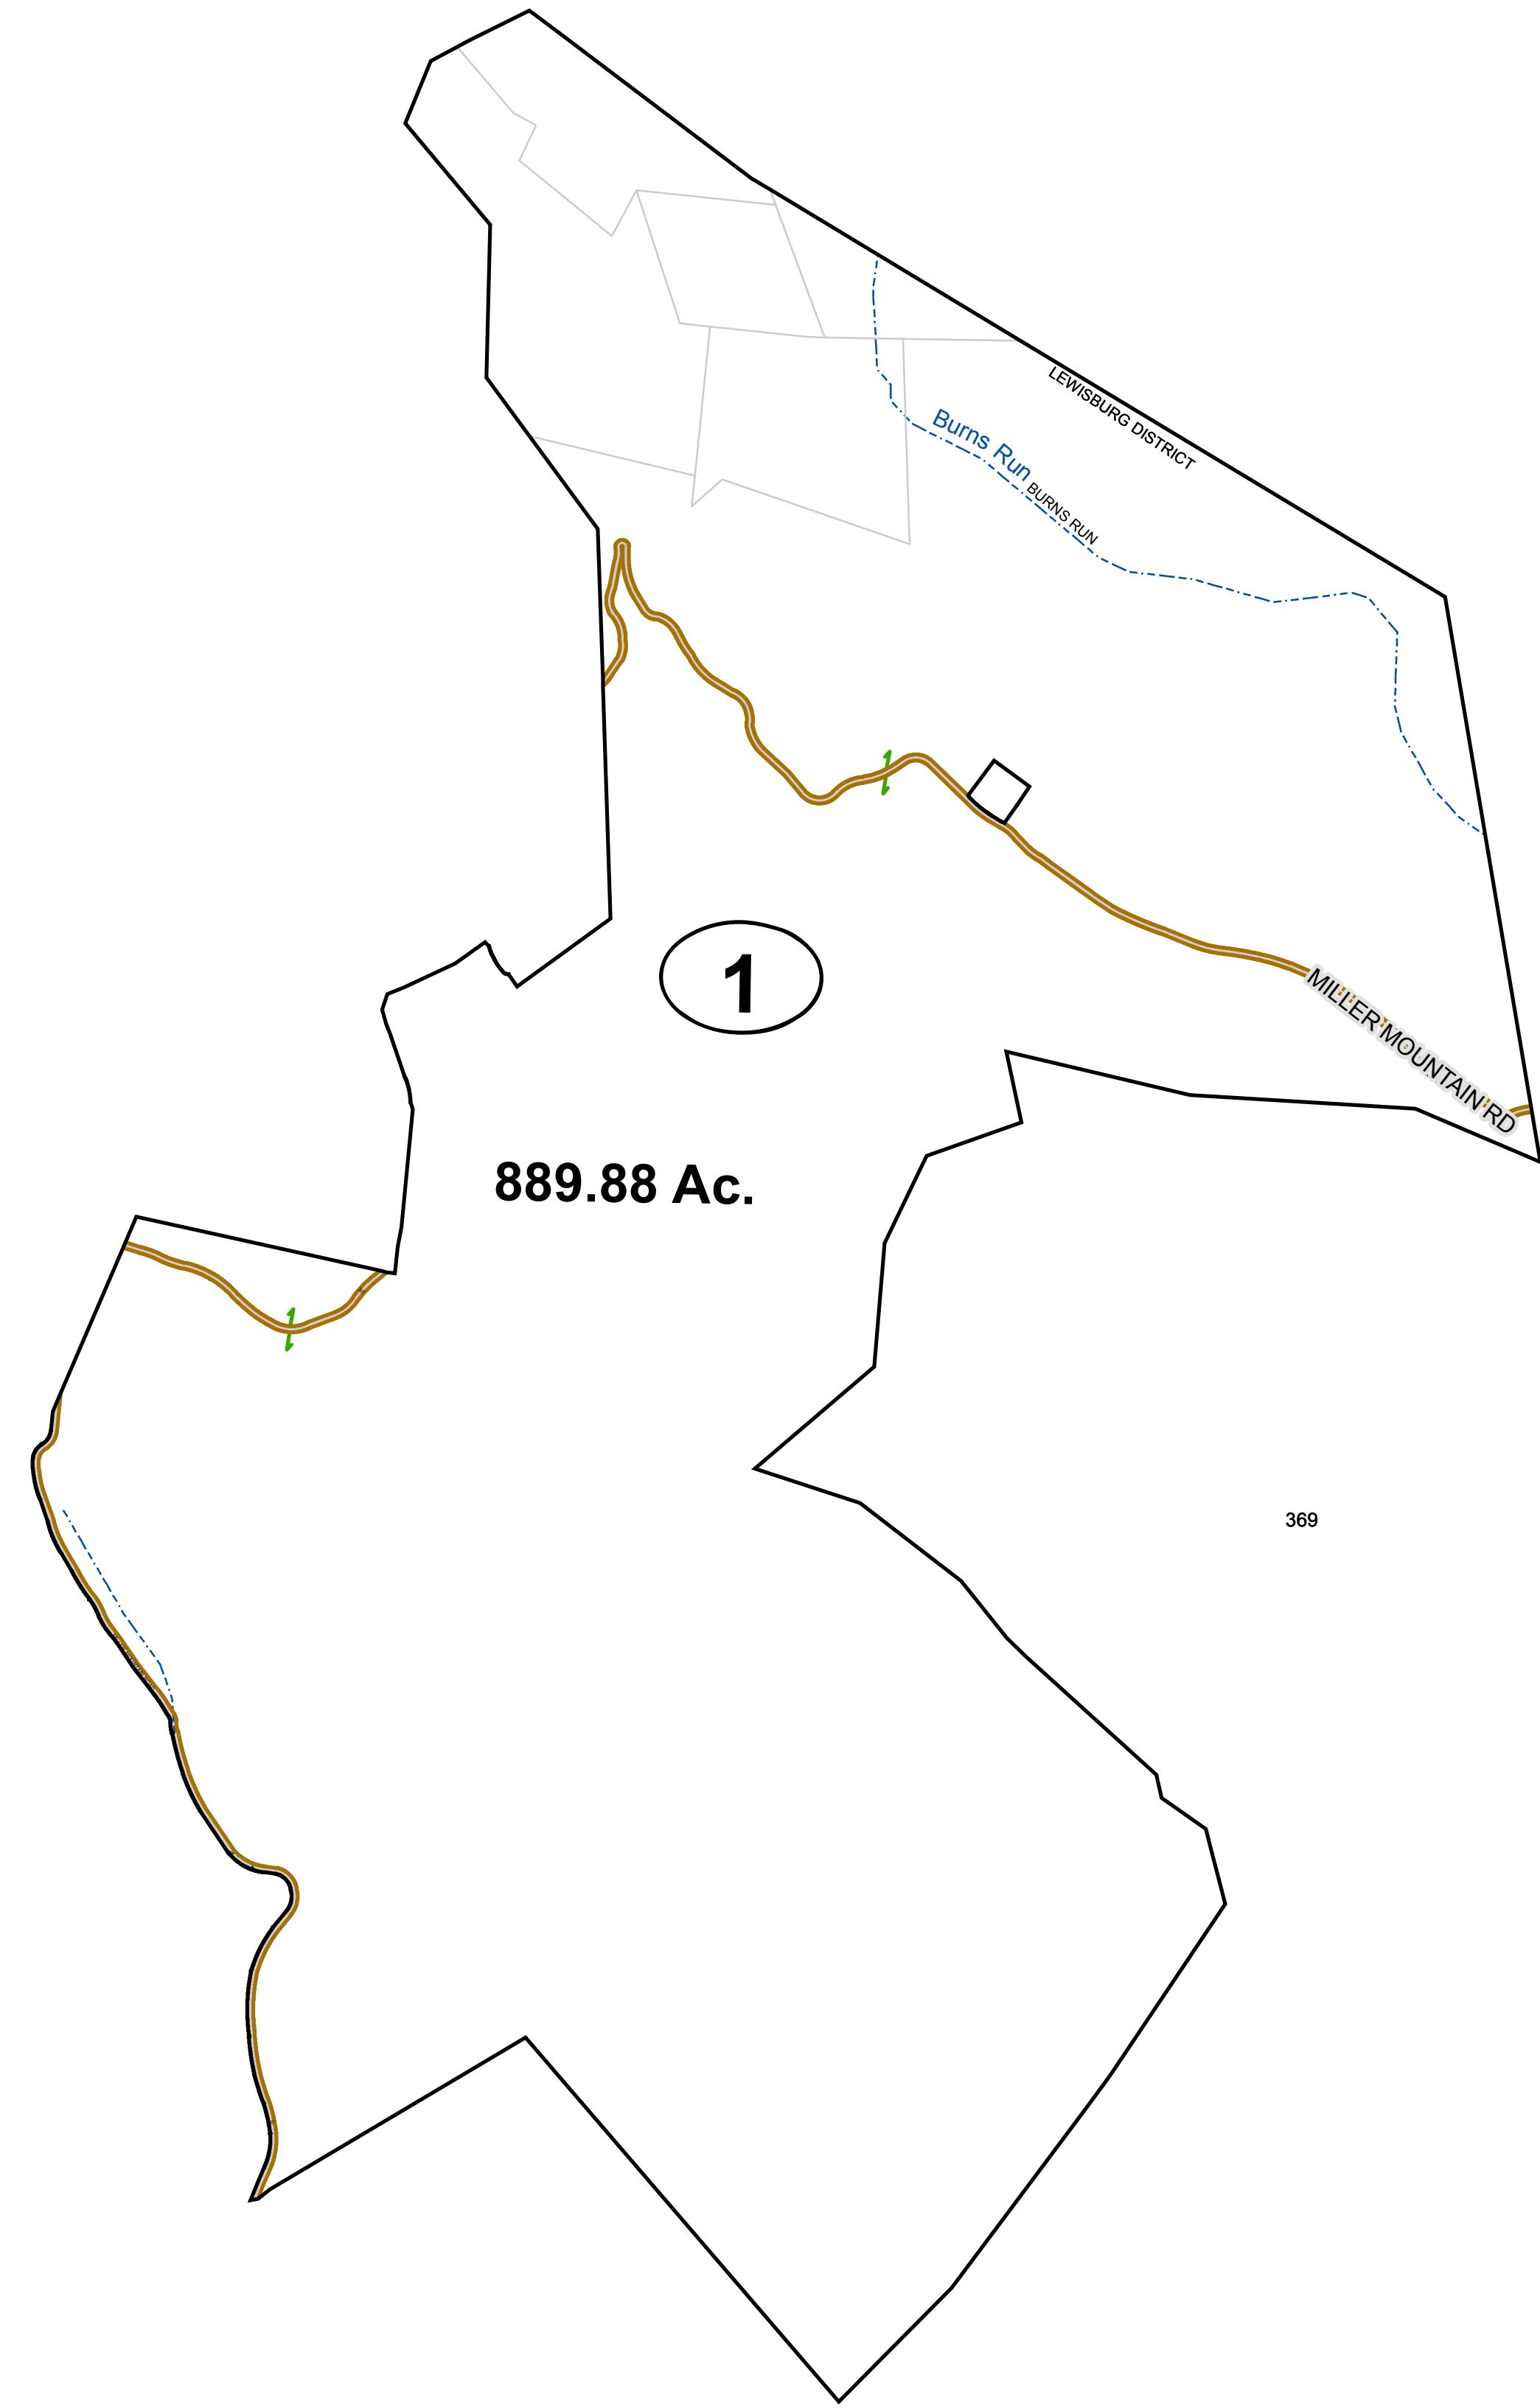 LEWISBURG DISTRICT
Burns Run
BURNS RUN
1
MILLER MOUNTAIN RD
889.88 Ac.
369